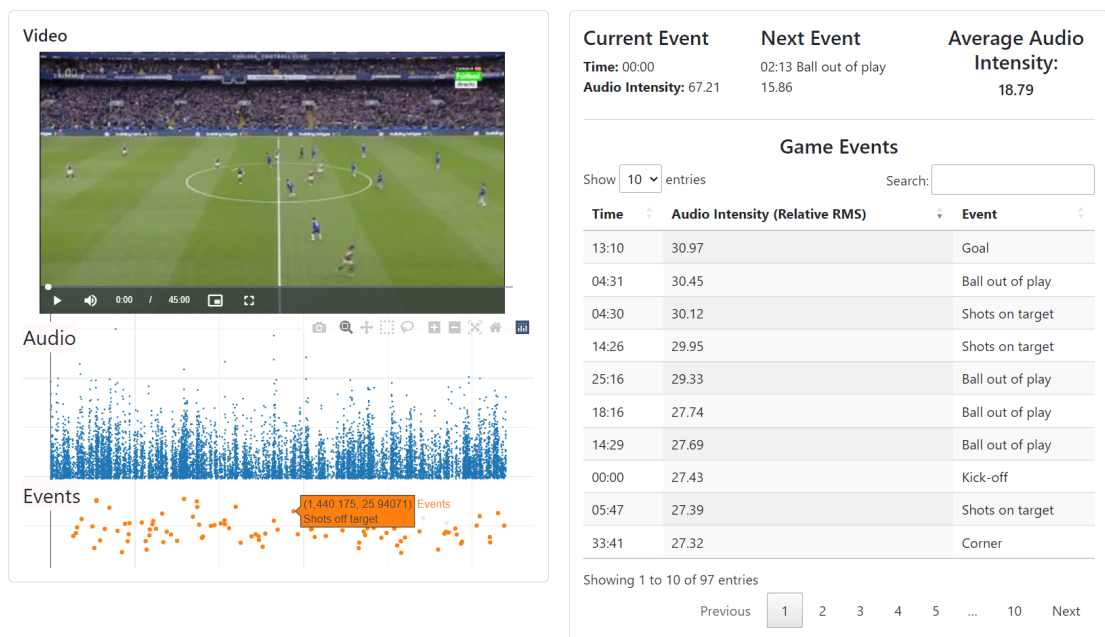 Video
CHELSEA FOOTBALL CLUB
1:00
CANAL+
Fútbol
directo
0:00 / 45:00
Audio
Events
(1,440.175, 25.94071) Events
Shots off target
Current Event
Time: 00:00
Audio Intensity: 67.21
Next Event
02:13 Ball out of play
15.86
Average Audio
Intensity:
18.79
Game Events
Show 10 entries Search:
Time Audio Intensity (Relative RMS) Event
13:10 30.97 Goal
04:31 30.45 Ball out of play
04:30 30.12 Shots on target
14:26 29.95 Shots on target
25:16 29.33 Ball out of play
18:16 27.74 Ball out of play
14:29 27.69 Ball out of play
00:00 27.43 Kick-off
05:47 27.39 Shots on target
33:41 27.32 Corner
Showing 1 to 10 of 97 entries
Previous 1 2 3 4 5 … 10 Next